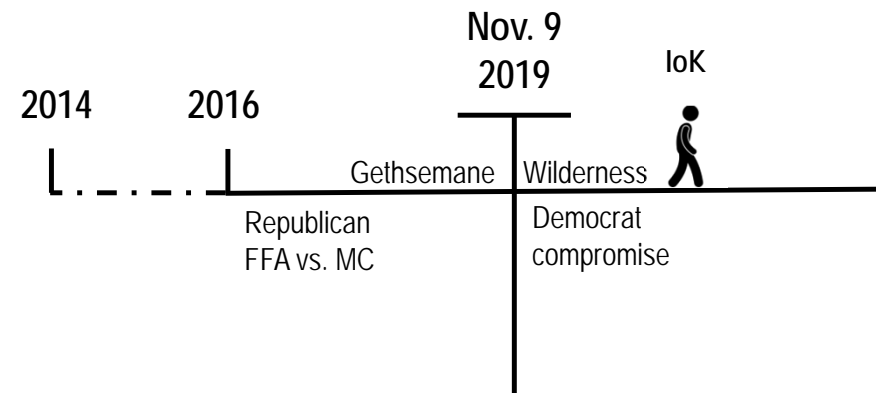 Nov. 9
2019
IoK
2014
2016
Gethsemane
Wilderness
Republican
FFA vs. MC
Democrat
compromise